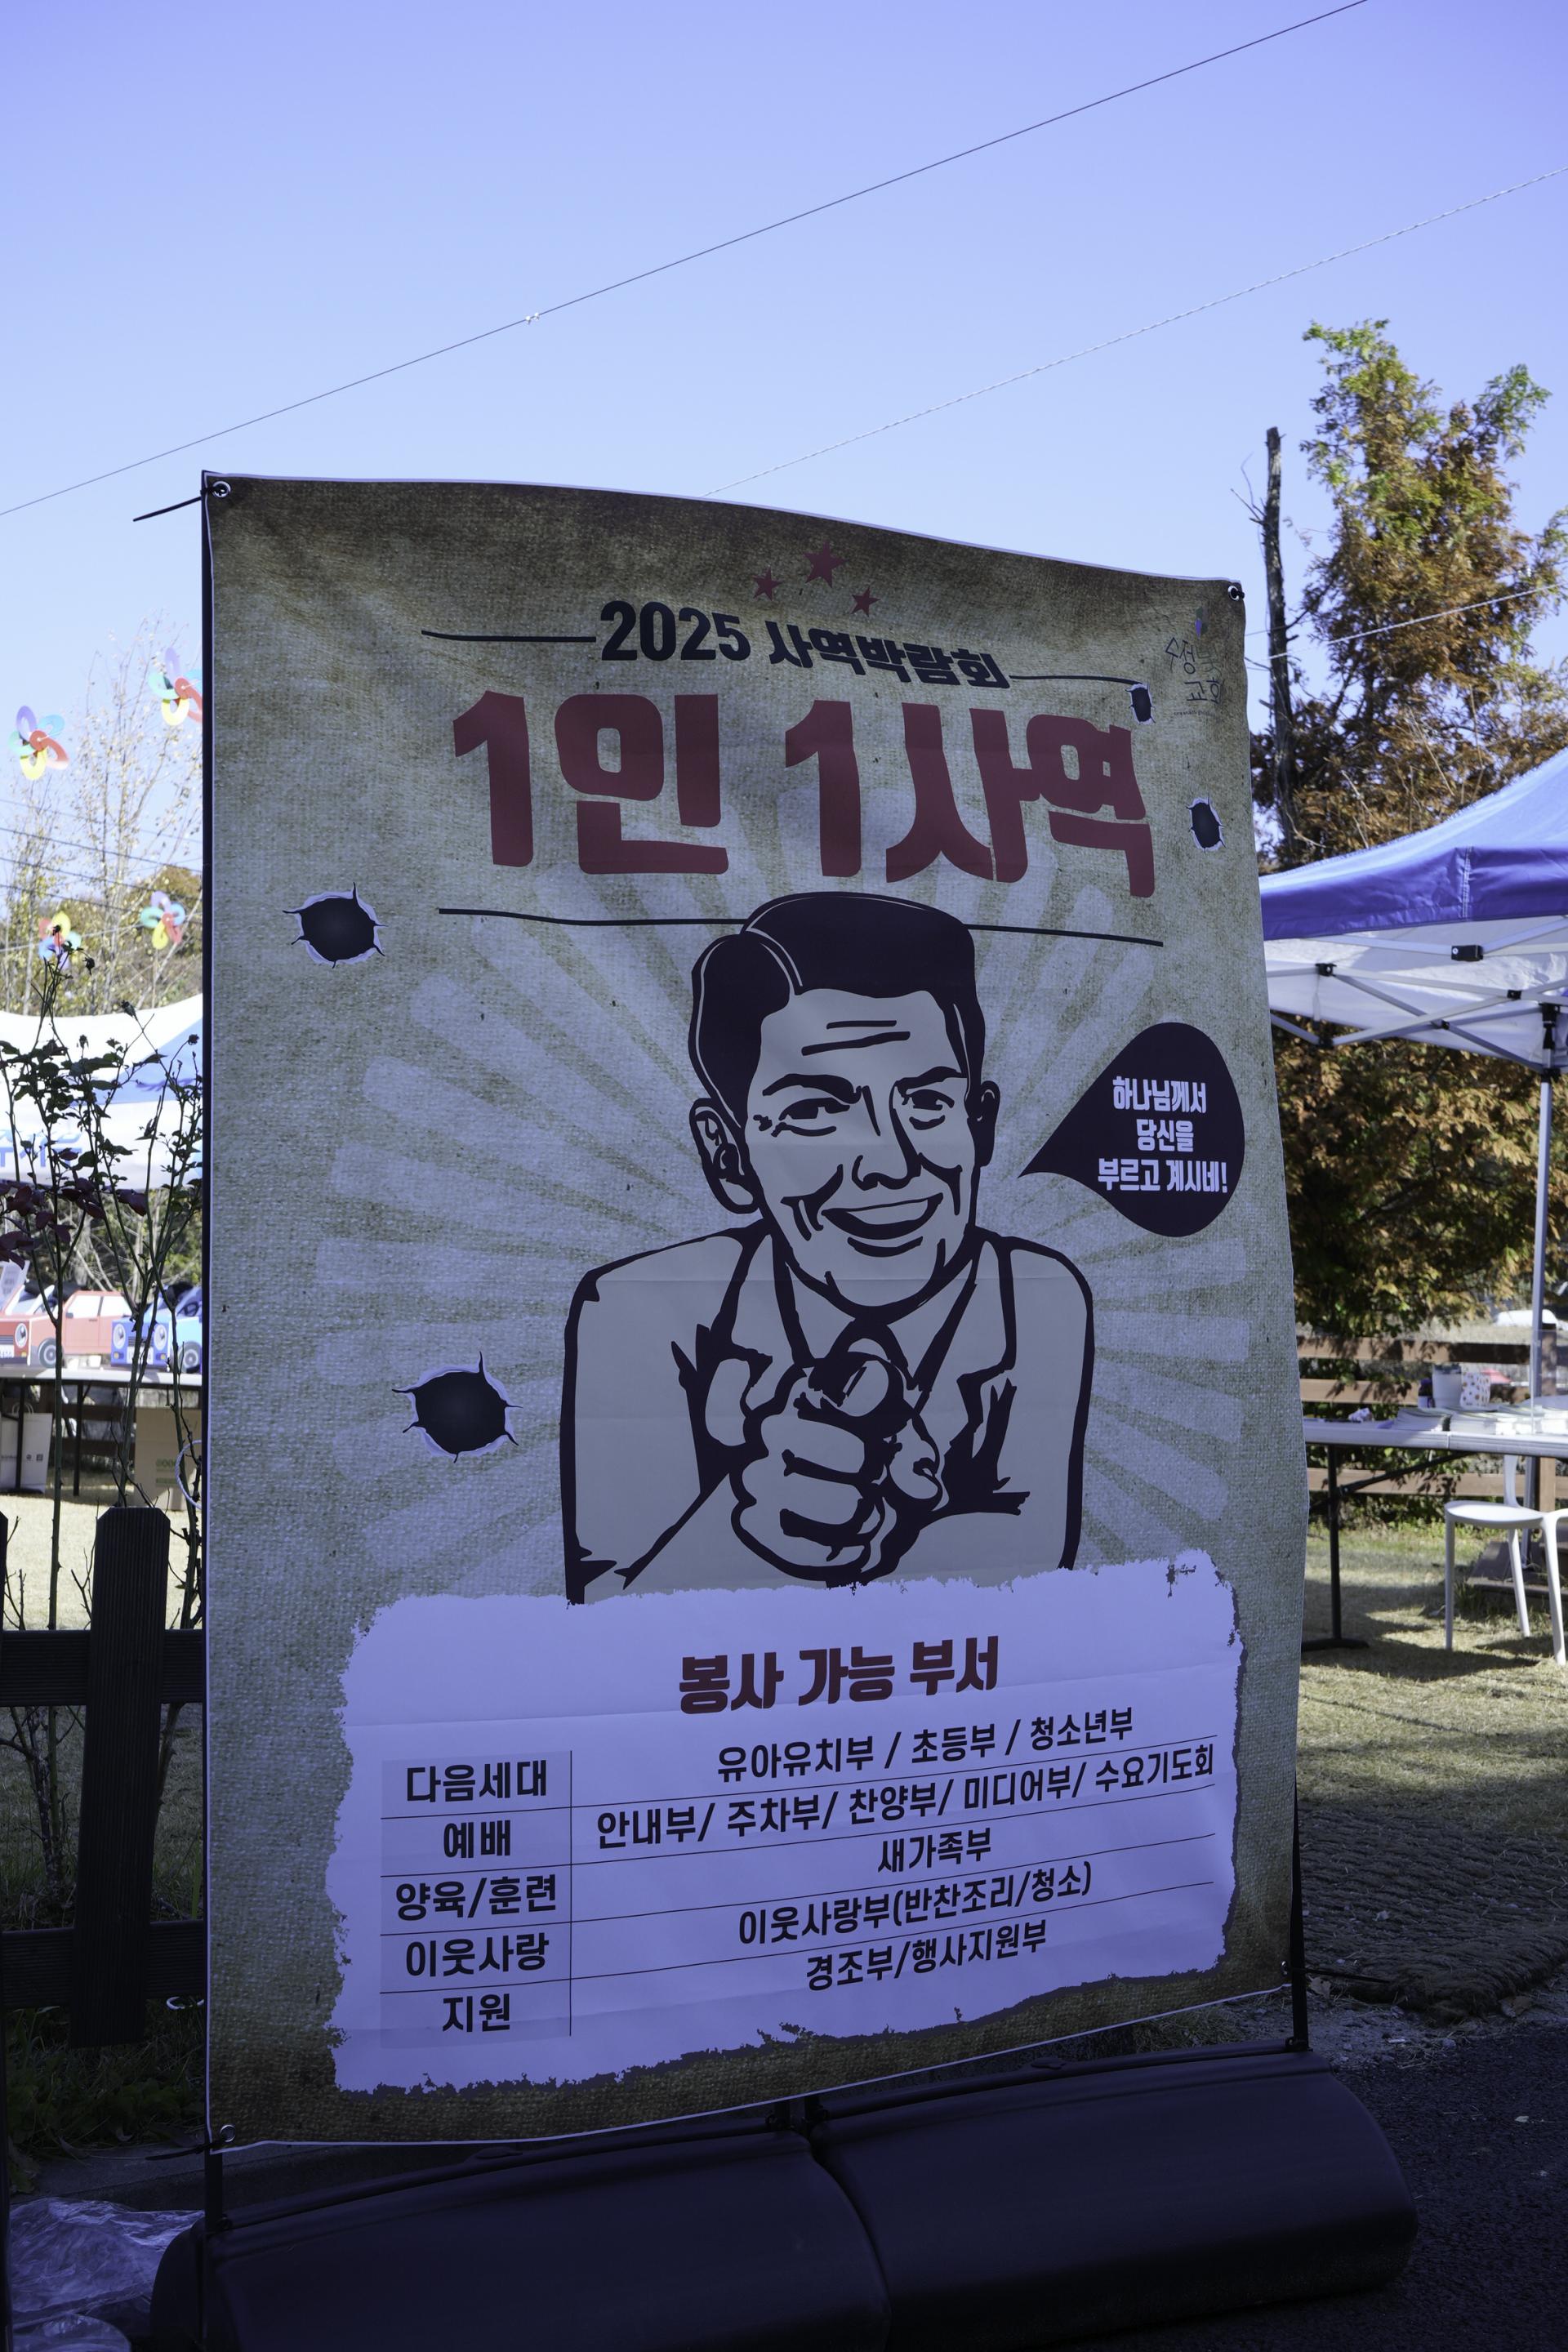 2025 사역박람회
수정
교회
1인 1사역
하나님께서
당신을
부르고 계시네!
봉사 가능 부서
다음세대 유아유치부 / 초등부 / 청소년부
예배 안내부/ 주차부/ 찬양부/ 미디어부/ 수요기도회
양육/훈련 새가족부
이웃사랑 이웃사랑부(반찬조리/청소)
지원 경조부/행사지원부